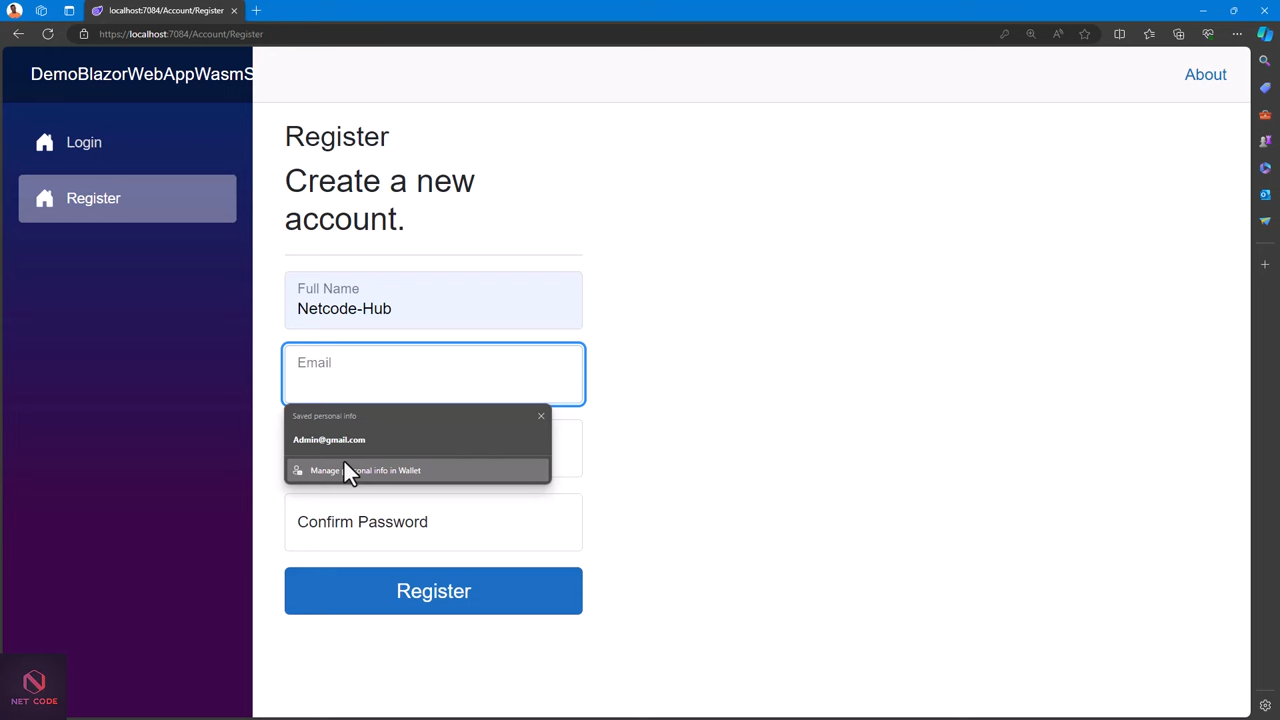 localhost:7084/Account/Register
https://localhost:7084/Account/Register
DemoBlazorWebAppWasmS
About
Login
Register
Register
Create a new
account.
Full Name
Netcode-Hub
Email
Saved personal info
Admin@gmail.com
Manage personal info in Wallet
Confirm Password
Register
NET CODE